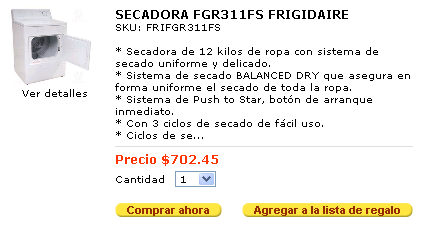 SECADORA FGR311FS FRIGIDAIRE
SKU: FRIFGR311FS
* Secadora de 12 kilos de ropa con sistema de
secado uniforme y delicado.
* Sistema de secado BALANCED DRY que asegura en
forma uniforme el secado de toda la ropa.
* Sistema de Push to Star, botón de arranque
inmediato.
* Con 3 ciclos de secado de fácil uso.
* Ciclos de se...
Ver detalles
Precio $702.45
Cantidad 1
Comprar ahora Agregar a la lista de regalo